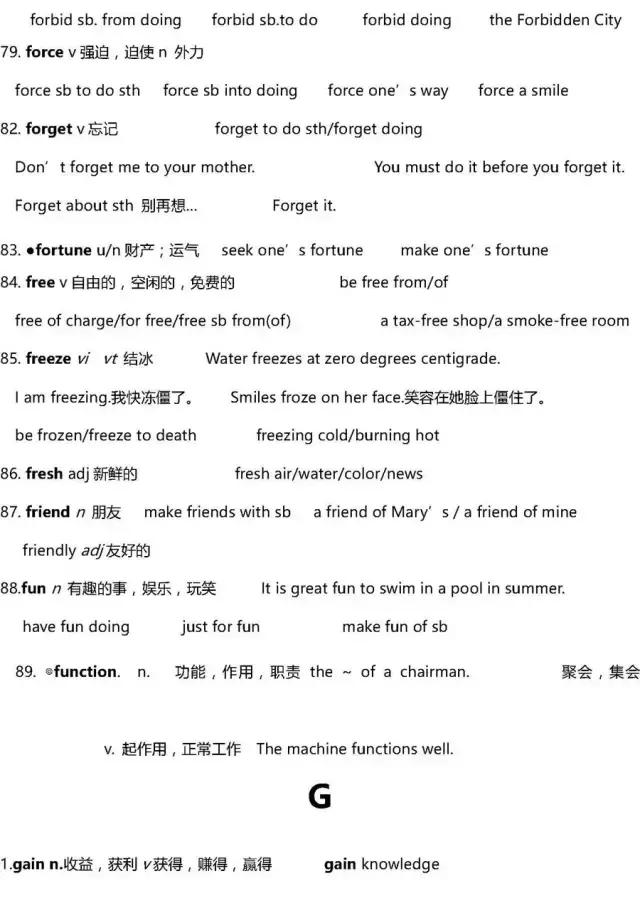 forbid sb. from doing forbid sb.to do forbid doing the Forbidden City
79. force v 强迫，迫使 n 外力
force sb to do sth force sb into doing force one’s way force a smile
82. forget v 忘记 forget to do sth/forget doing
Don’t forget me to your mother. You must do it before you forget it.
Forget about sth 别再想... Forget it.
83. ●fortune u/n 财产；运气 seek one’s fortune make one’s fortune
84. free v 自由的，空闲的，免费的 be free from/of
free of charge/for free/free sb from(of) a tax-free shop/a smoke-free room
85. freeze vi vt 结冰 Water freezes at zero degrees centigrade.
I am freezing.我快冻僵了。 Smiles froze on her face.笑容在她脸上僵住了。
be frozen/freeze to death freezing cold/burning hot
86. fresh adj 新鲜的 fresh air/water/color/news
87. friend n 朋友 make friends with sb a friend of Mary’s / a friend of mine
friendly adj 友好的
88.fun n 有趣的事，娱乐，玩笑 It is great fun to swim in a pool in summer.
have fun doing just for fun make fun of sb
89. ⊙function. n. 功能，作用，职责 the ~ of a chairman. 聚会，集会
v. 起作用，正常工作 The machine functions well.
G
1.gain n.收益，获利 v 获得，赚得，赢得 gain knowledge